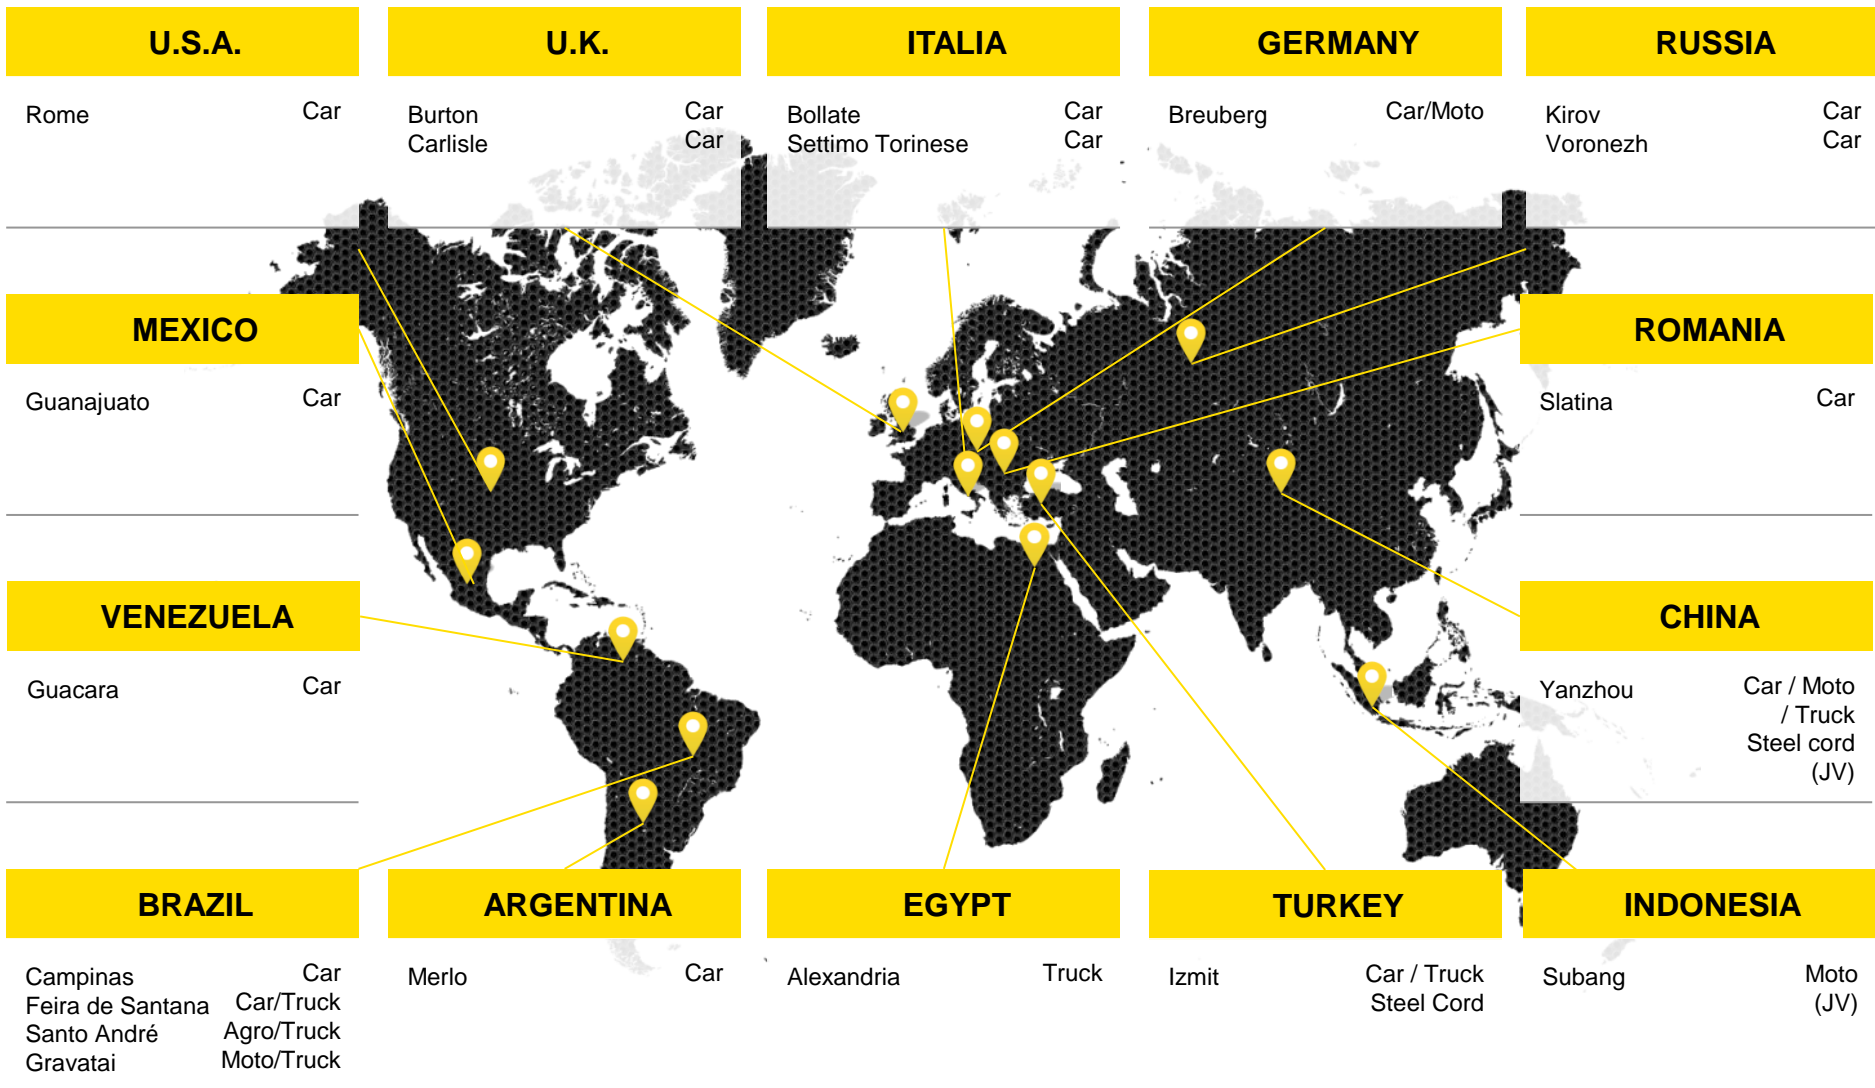 U.S.A.
Rome Car
U.K.
Burton Car
Carlisle Car
ITALIA
Bollate Car
Settimo Torinese Car
GERMANY
Breuberg Car/Moto
RUSSIA
Kirov Car
Voronezh Car
MEXICO
Guanajuato Car
ROMANIA
Slatina Car
VENEZUELA
Guacara Car
CHINA
Yanzhou Car / Moto
/ Truck
Steel cord
(JV)
BRAZIL
Campinas Car
Feira de Santana Car/Truck
Santo André Agro/Truck
Gravatai Moto/Truck
ARGENTINA
Merlo Car
EGYPT
Alexandria Truck
TURKEY
Izmit Car / Truck
Steel Cord
INDONESIA
Subang Moto
(JV)